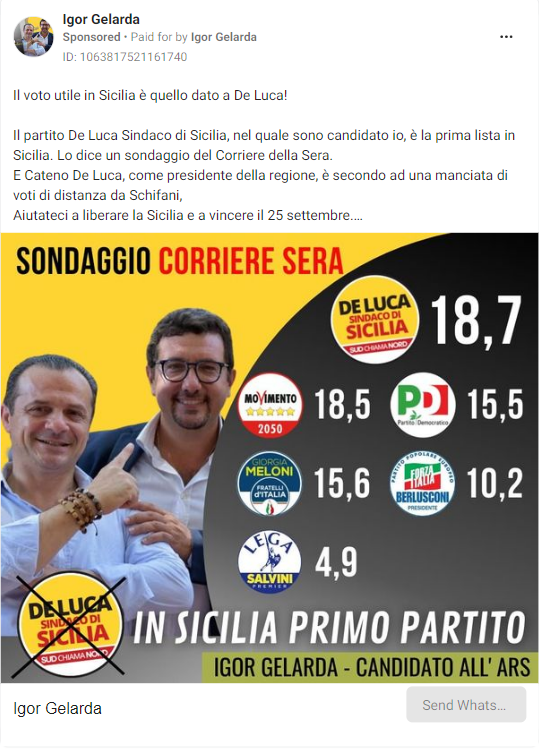 Igor Gelarda
Sponsored • Paid for by Igor Gelarda
ID: 1063817521161740
Il voto utile in Sicilia è quello dato a De Luca!
Il partito De Luca Sindaco di Sicilia, nel quale sono candidato io, è la prima lista in
Sicilia. Lo dice un sondaggio del Corriere della Sera.
E Cateno De Luca, come presidente della regione, è secondo ad una manciata di
voti di distanza da Schifani,
Aiutateci a liberare la Sicilia e a vincere il 25 settembre....
SONDAGGIO CORRIERE SERA
DE LUCA
SINDACO DI
SICILIA
SUD CHIAMA NORD
18,7
MOVIMENTO
2050
18,5
PD
Partito Democratico
15,5
GIORGIA
MELONI
FRATELLI
d'ITALIA
15,6
PARTITO POPOLARE EUROPEO
FORZA
ITALIA
BERLUSCONI
PRESIDENTE
10,2
LEGA
SALVINI
PREMIER
4,9
DE LUCA
SINDACO DI
SICILIA
SUD CHIAMA NORD
IN SICILIA PRIMO PARTITO
IGOR GELARDA - CANDIDATO ALL' ARS
Igor Gelarda
Send Whats...